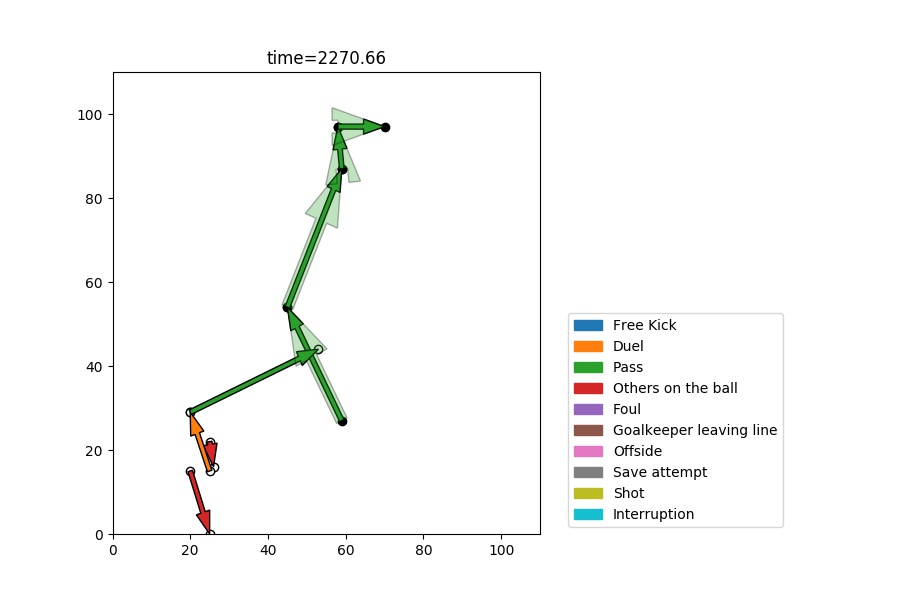 time=2270.66
100
80
60
40
20
0
0 20 40 60 80 100
Free Kick
Duel
Pass
Others on the ball
Foul
Goalkeeper leaving line
Offside
Save attempt
Shot
Interruption